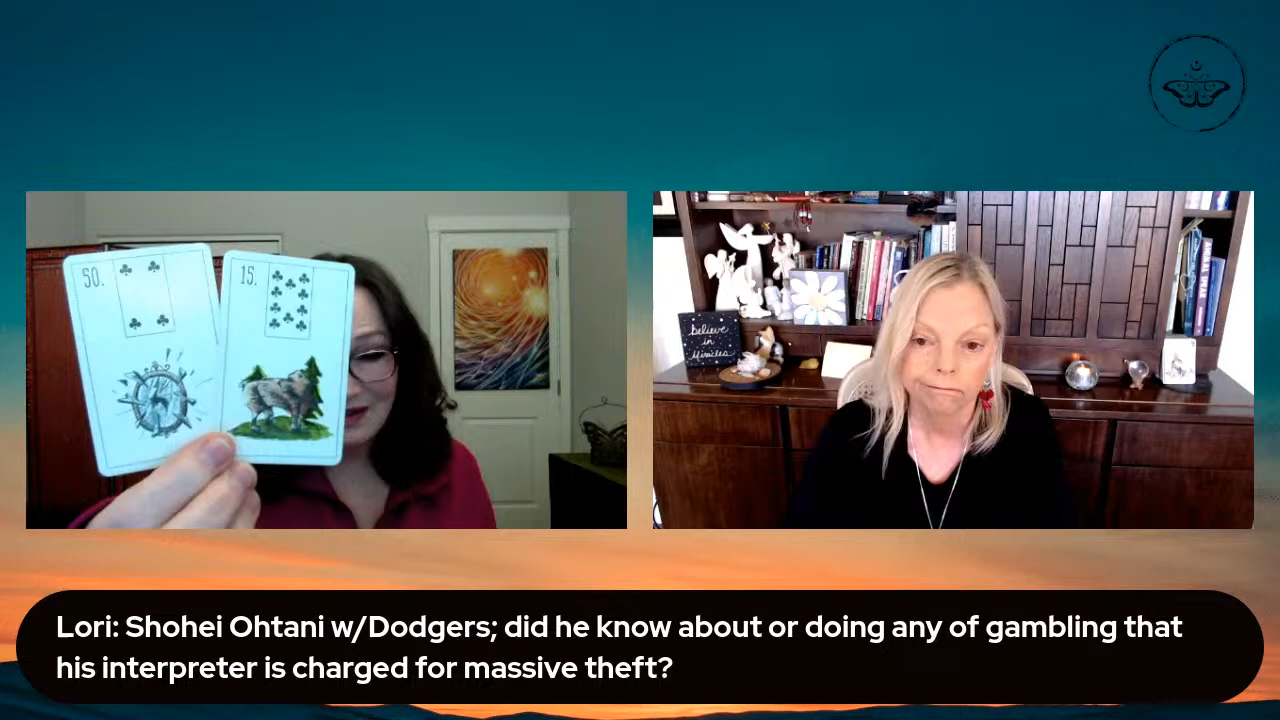 50.
15.
believe
in
Miracles
Lori: Shohei Ohtani w/Dodgers; did he know about or doing any of gambling that
his interpreter is charged for massive theft?